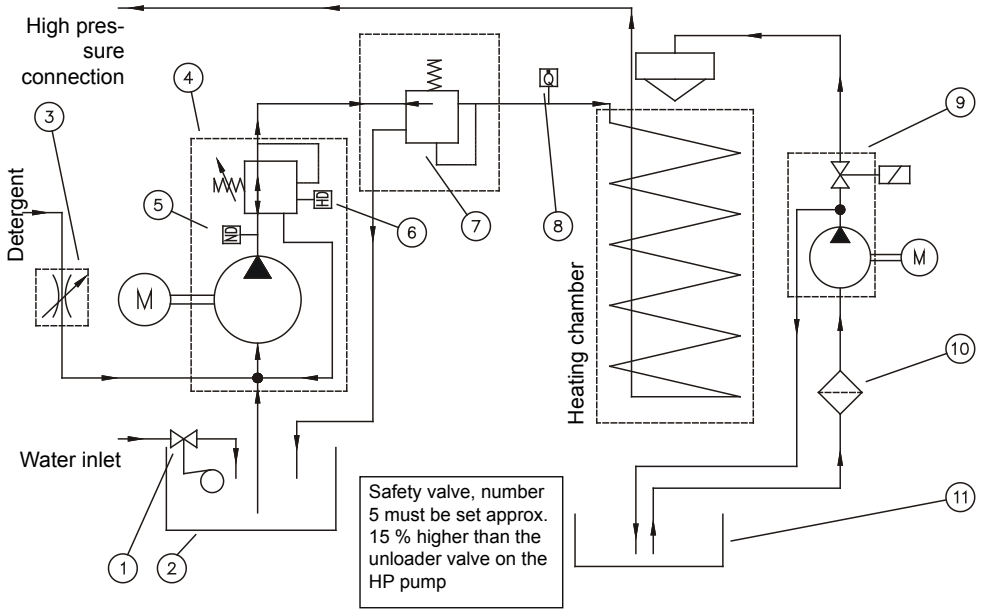 High pres-
sure
connection
4
3
9
Detergent
ND
HD
5
6
7
Q
8
M
M
Heating chamber
10
Water inlet
1
2
Safety valve, number
5 must be set approx.
15 % higher than the
unloader valve on the
HP pump
11